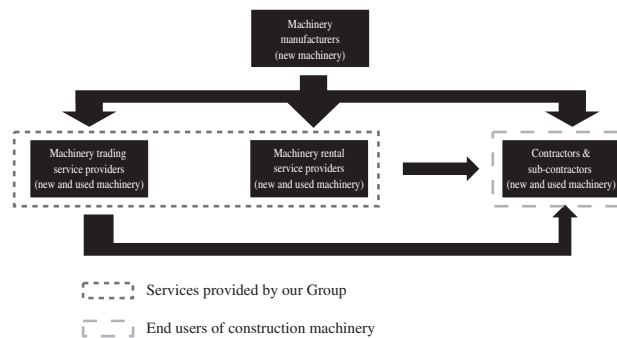 Machinery
manufacturers
(new machinery)
Machinery trading
service providers
(new and used machinery)
Machinery rental
service providers
(new and used machinery)
Contractors &
sub-contractors
(new and used machinery)
Services provided by our Group
End users of construction machinery